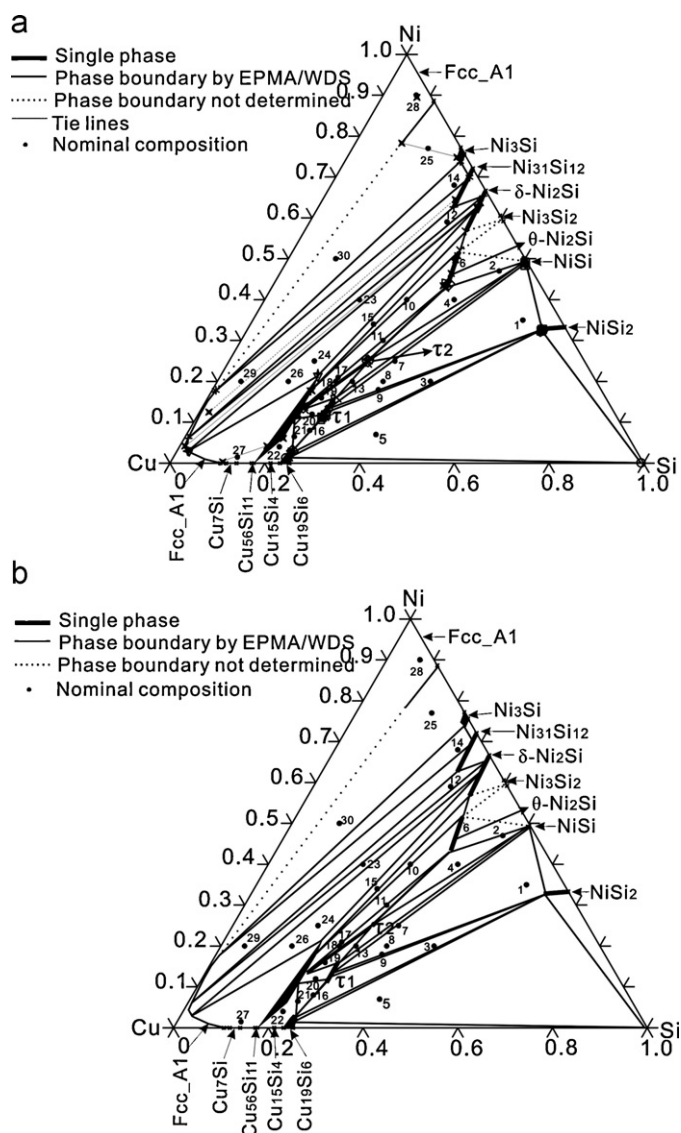 a
Ni
1.0
Single phase
Fcc_A1
Phase boundary by EPMA/WDS
0.9
28
Phase boundary not determined
Tie lines
0.8
Nominal composition
25
Ni3Si
0.7
14
Ni31Si12
δ-Ni2Si
0.6
12
Ni3Si2
30
0.5
θ-Ni2Si
6
2
NiSi
0.4
23
10
4
15
1
NiSi2
0.3
11
24
τ2
29
26
17
7
0.2
18
8
13
3
19
9
τ1
0.1
20
21
16
5
27
22
Cu
Si
0
0.2
0.4
0.6
0.8
1.0
Fcc_A1
Cu7Si
Cu56Si11
Cu15Si4
Cu19Si6
b
Ni
1.0
Single phase
Fcc_A1
Phase boundary by EPMA/WDS
0.9
28
Phase boundary not determined
Nominal composition
0.8
25
Ni3Si
0.7
14
Ni31Si12
δ-Ni2Si
0.6
12
Ni3Si2
30
0.5
θ-Ni2Si
6
2
NiSi
0.4
23
10
4
15
1
NiSi2
0.3
11
24
τ2
7
29
26
17
0.2
18
8
13
3
19
9
τ1
0.1
20
21
16
5
27
22
Cu
Si
0
0.2
0.4
0.6
0.8
1.0
Fcc_A1
Cu7Si
Cu56Si11
Cu15Si4
Cu19Si6